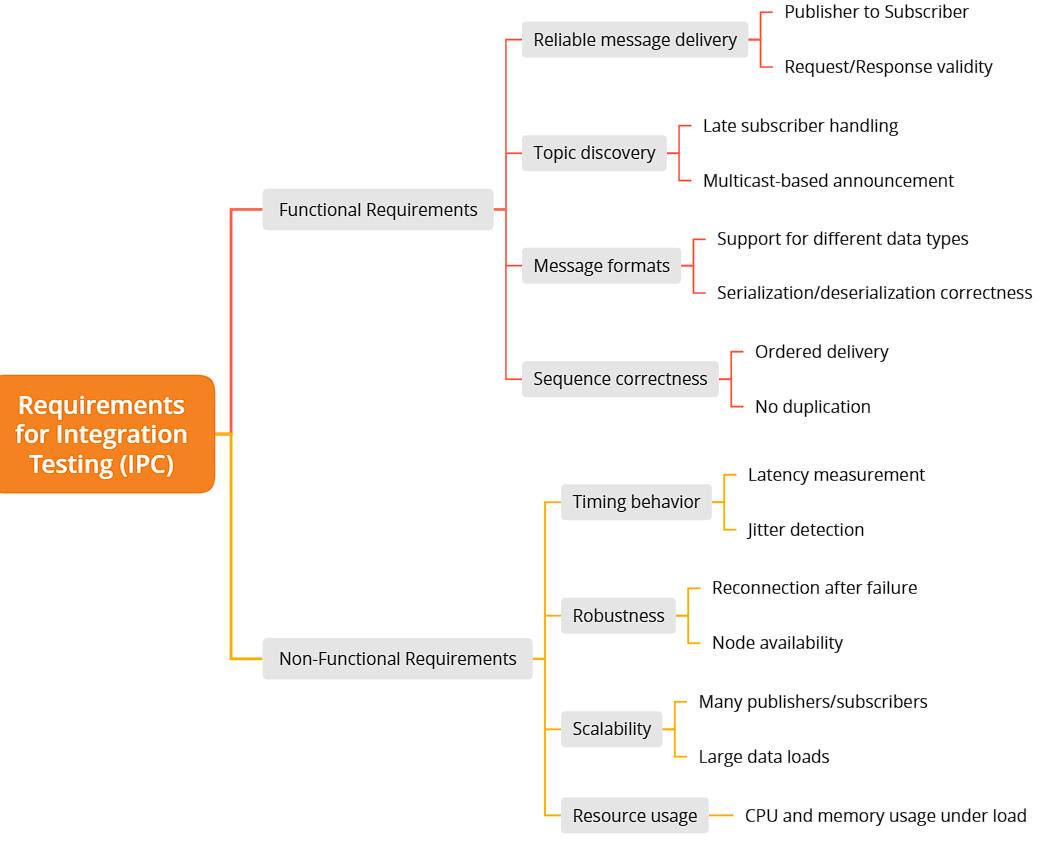 Requirements
for Integration
Testing (IPC)
Functional Requirements
Reliable message delivery
Publisher to Subscriber
Request/Response validity
Topic discovery
Late subscriber handling
Multicast-based announcement
Message formats
Support for different data types
Serialization/deserialization correctness
Sequence correctness
Ordered delivery
No duplication
Non-Functional Requirements
Timing behavior
Latency measurement
Jitter detection
Robustness
Reconnection after failure
Node availability
Scalability
Many publishers/subscribers
Large data loads
Resource usage
CPU and memory usage under load